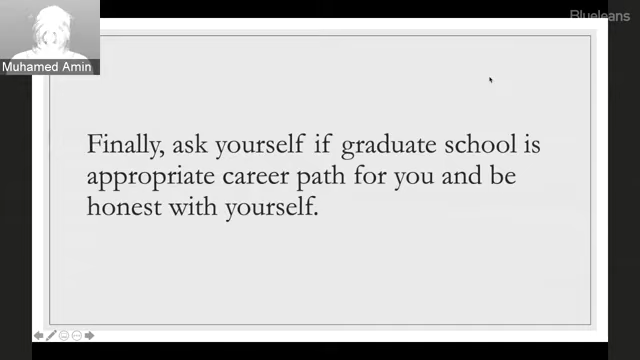 Bluejeans
Muhamed Amin
Finally, ask yourself if graduate school is
appropriate career path for you and be
honest with yourself.